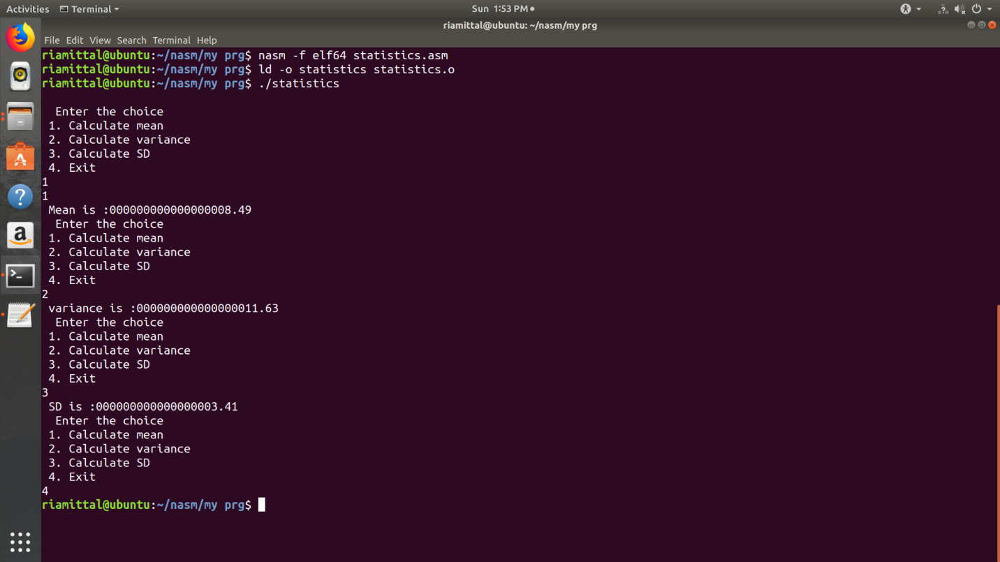 Activities Terminal Sun 1:53 PM
riamittal@ubuntu: ~/nasm/my prg
File Edit View Search Terminal Help
riamittal@ubuntu:~/nasm/my prg$ nasm -f elf64 statistics.asm
riamittal@ubuntu:~/nasm/my prg$ ld -o statistics statistics.o
riamittal@ubuntu:~/nasm/my prg$ ./statistics
Enter the choice
1. Calculate mean
2. Calculate variance
3. Calculate SD
4. Exit
1
1
Mean is :000000000000000008.49
Enter the choice
1. Calculate mean
2. Calculate variance
3. Calculate SD
4. Exit
2
variance is :000000000000000011.63
Enter the choice
1. Calculate mean
2. Calculate variance
3. Calculate SD
4. Exit
3
SD is :000000000000000003.41
Enter the choice
1. Calculate mean
2. Calculate variance
3. Calculate SD
4. Exit
4
riamittal@ubuntu:~/nasm/my prg$